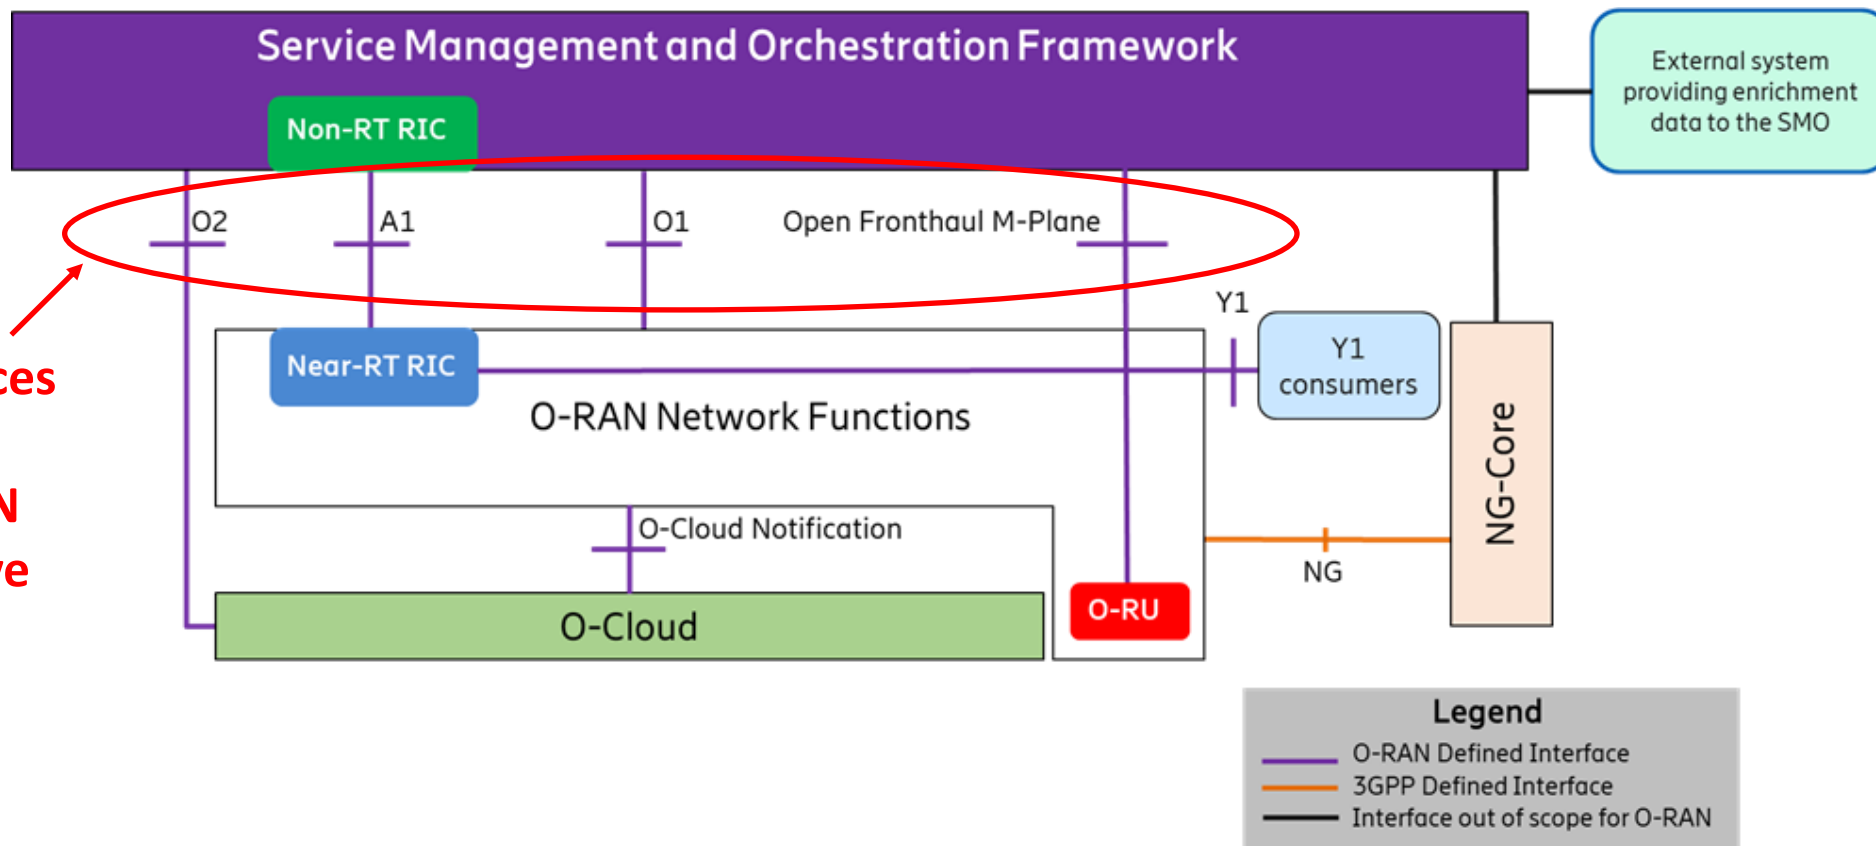 Service Management and Orchestration Framework
External system
providing enrichment
data to the SMO
Non-RT RIC
O2
A1
O1
Open Fronthaul M-Plane
Y1
Near-RT RIC
Y1
consumers
O-RAN Network Functions
NG-Core
O-Cloud Notification
NG
O-Cloud
O-RU
Legend
O-RAN Defined Interface
3GPP Defined Interface
Interface out of scope for O-RAN